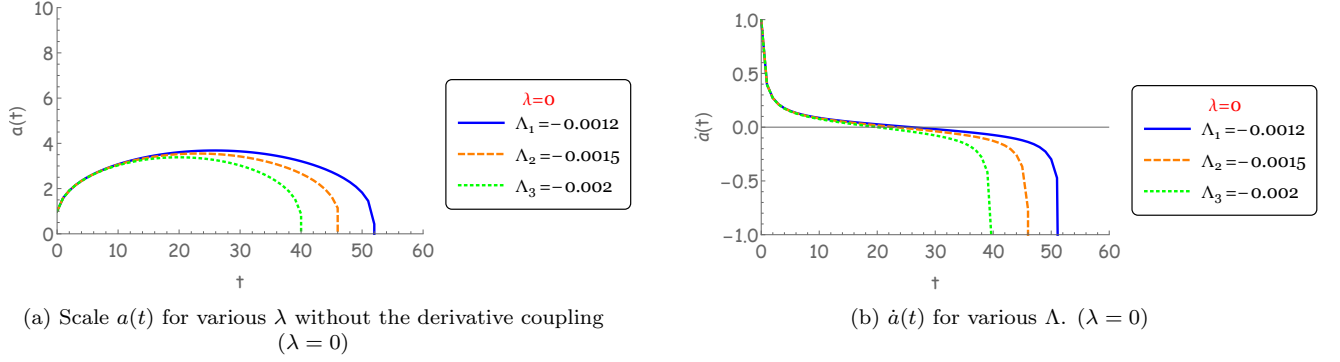 10
8
6
4
2
0
0
10
20
30
40
50
60
a(t)
t
λ=0
Λ₁=−0.0012
Λ₂=−0.0015
Λ₃=−0.002
(a) Scale a(t) for various λ without the derivative coupling
(λ = 0)
1.0
0.5
0.0
−0.5
−1.0
0
10
20
30
40
50
60
ȧ(t)
t
λ=0
Λ₁=−0.0012
Λ₂=−0.0015
Λ₃=−0.002
(b) ȧ(t) for various Λ. (λ = 0)